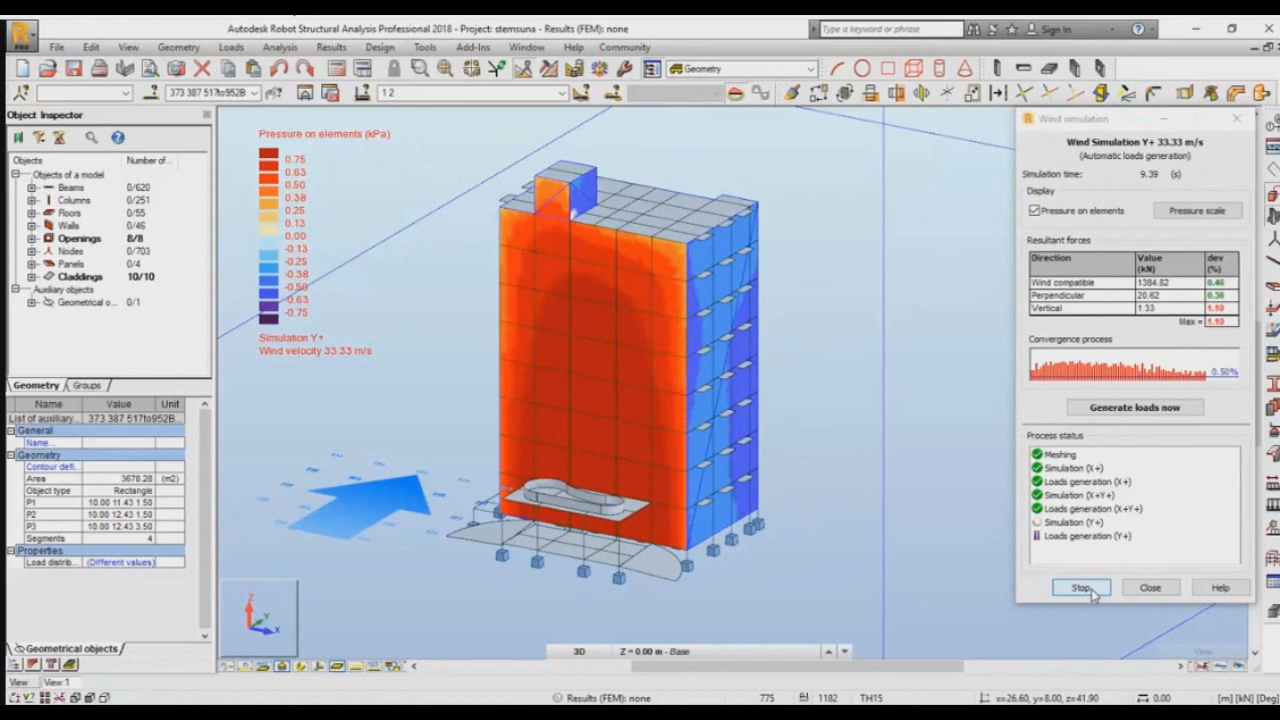 Autodesk Robot Structural Analysis Professional 2018 - Project: stemsuna - Results (FEM): none
Type a keyword or phrase
Sign In
PRO
File Edit View Geometry Loads Analysis Results Design Tools Add-Ins Window Help Community
Geometry
373 387 517to952B
1 2
Object Inspector
Objects Number of...
Objects of a model
Beams 0/620
Columns 0/251
Floors 0/55
Walls 0/46
Openings 8/8
Nodes 0/703
Panels 0/4
Claddings 10/10
Auxiliary objects
Geometrical o... 0/1
Geometry Groups
Name Value Unit
List of auxiliary 373 387 517to952B...
General
Name...
Geometry
Contour defi...
Area 3678.28 (m2)
Object type Rectangle
P1 10.00 11.43 1.50
P2 10.00 12.43 1.50
P3 10.00 12.43 3.50
Segments 4
Properties
Load distrib... (Different values)
Geometrical objects
View View:1
Pressure on elements (kPa)
0.75
0.63
0.50
0.38
0.25
0.13
0.00
-0.13
-0.25
-0.38
-0.50
-0.63
-0.75
Simulation Y+
Wind velocity 33.33 m/s
Z
Y
X
3D Z = 0.00 m - Base
View
Wind simulation
Wind Simulation Y+ 33.33 m/s
(Automatic loads generation)
Simulation time: 9.39 (s)
Display
Pressure on elements Pressure scale
Resultant forces
Direction Value (kN) dev (%)
Wind compatible 1384.82 0.46
Perpendicular 20.62 0.36
Vertical 1.33 1.10
Max = 1.10
Convergence process
0.50%
Generate loads now
Process status
Meshing
Simulation (X+)
Loads generation (X+)
Simulation (X+Y+)
Loads generation (X+Y+)
Simulation (Y+)
Loads generation (Y+)
Stop Close Help
Results (FEM): none 775 1182 TH15 x=26.60, y=8.00, z=41.90 0.00 [m] [kN] [Deg]